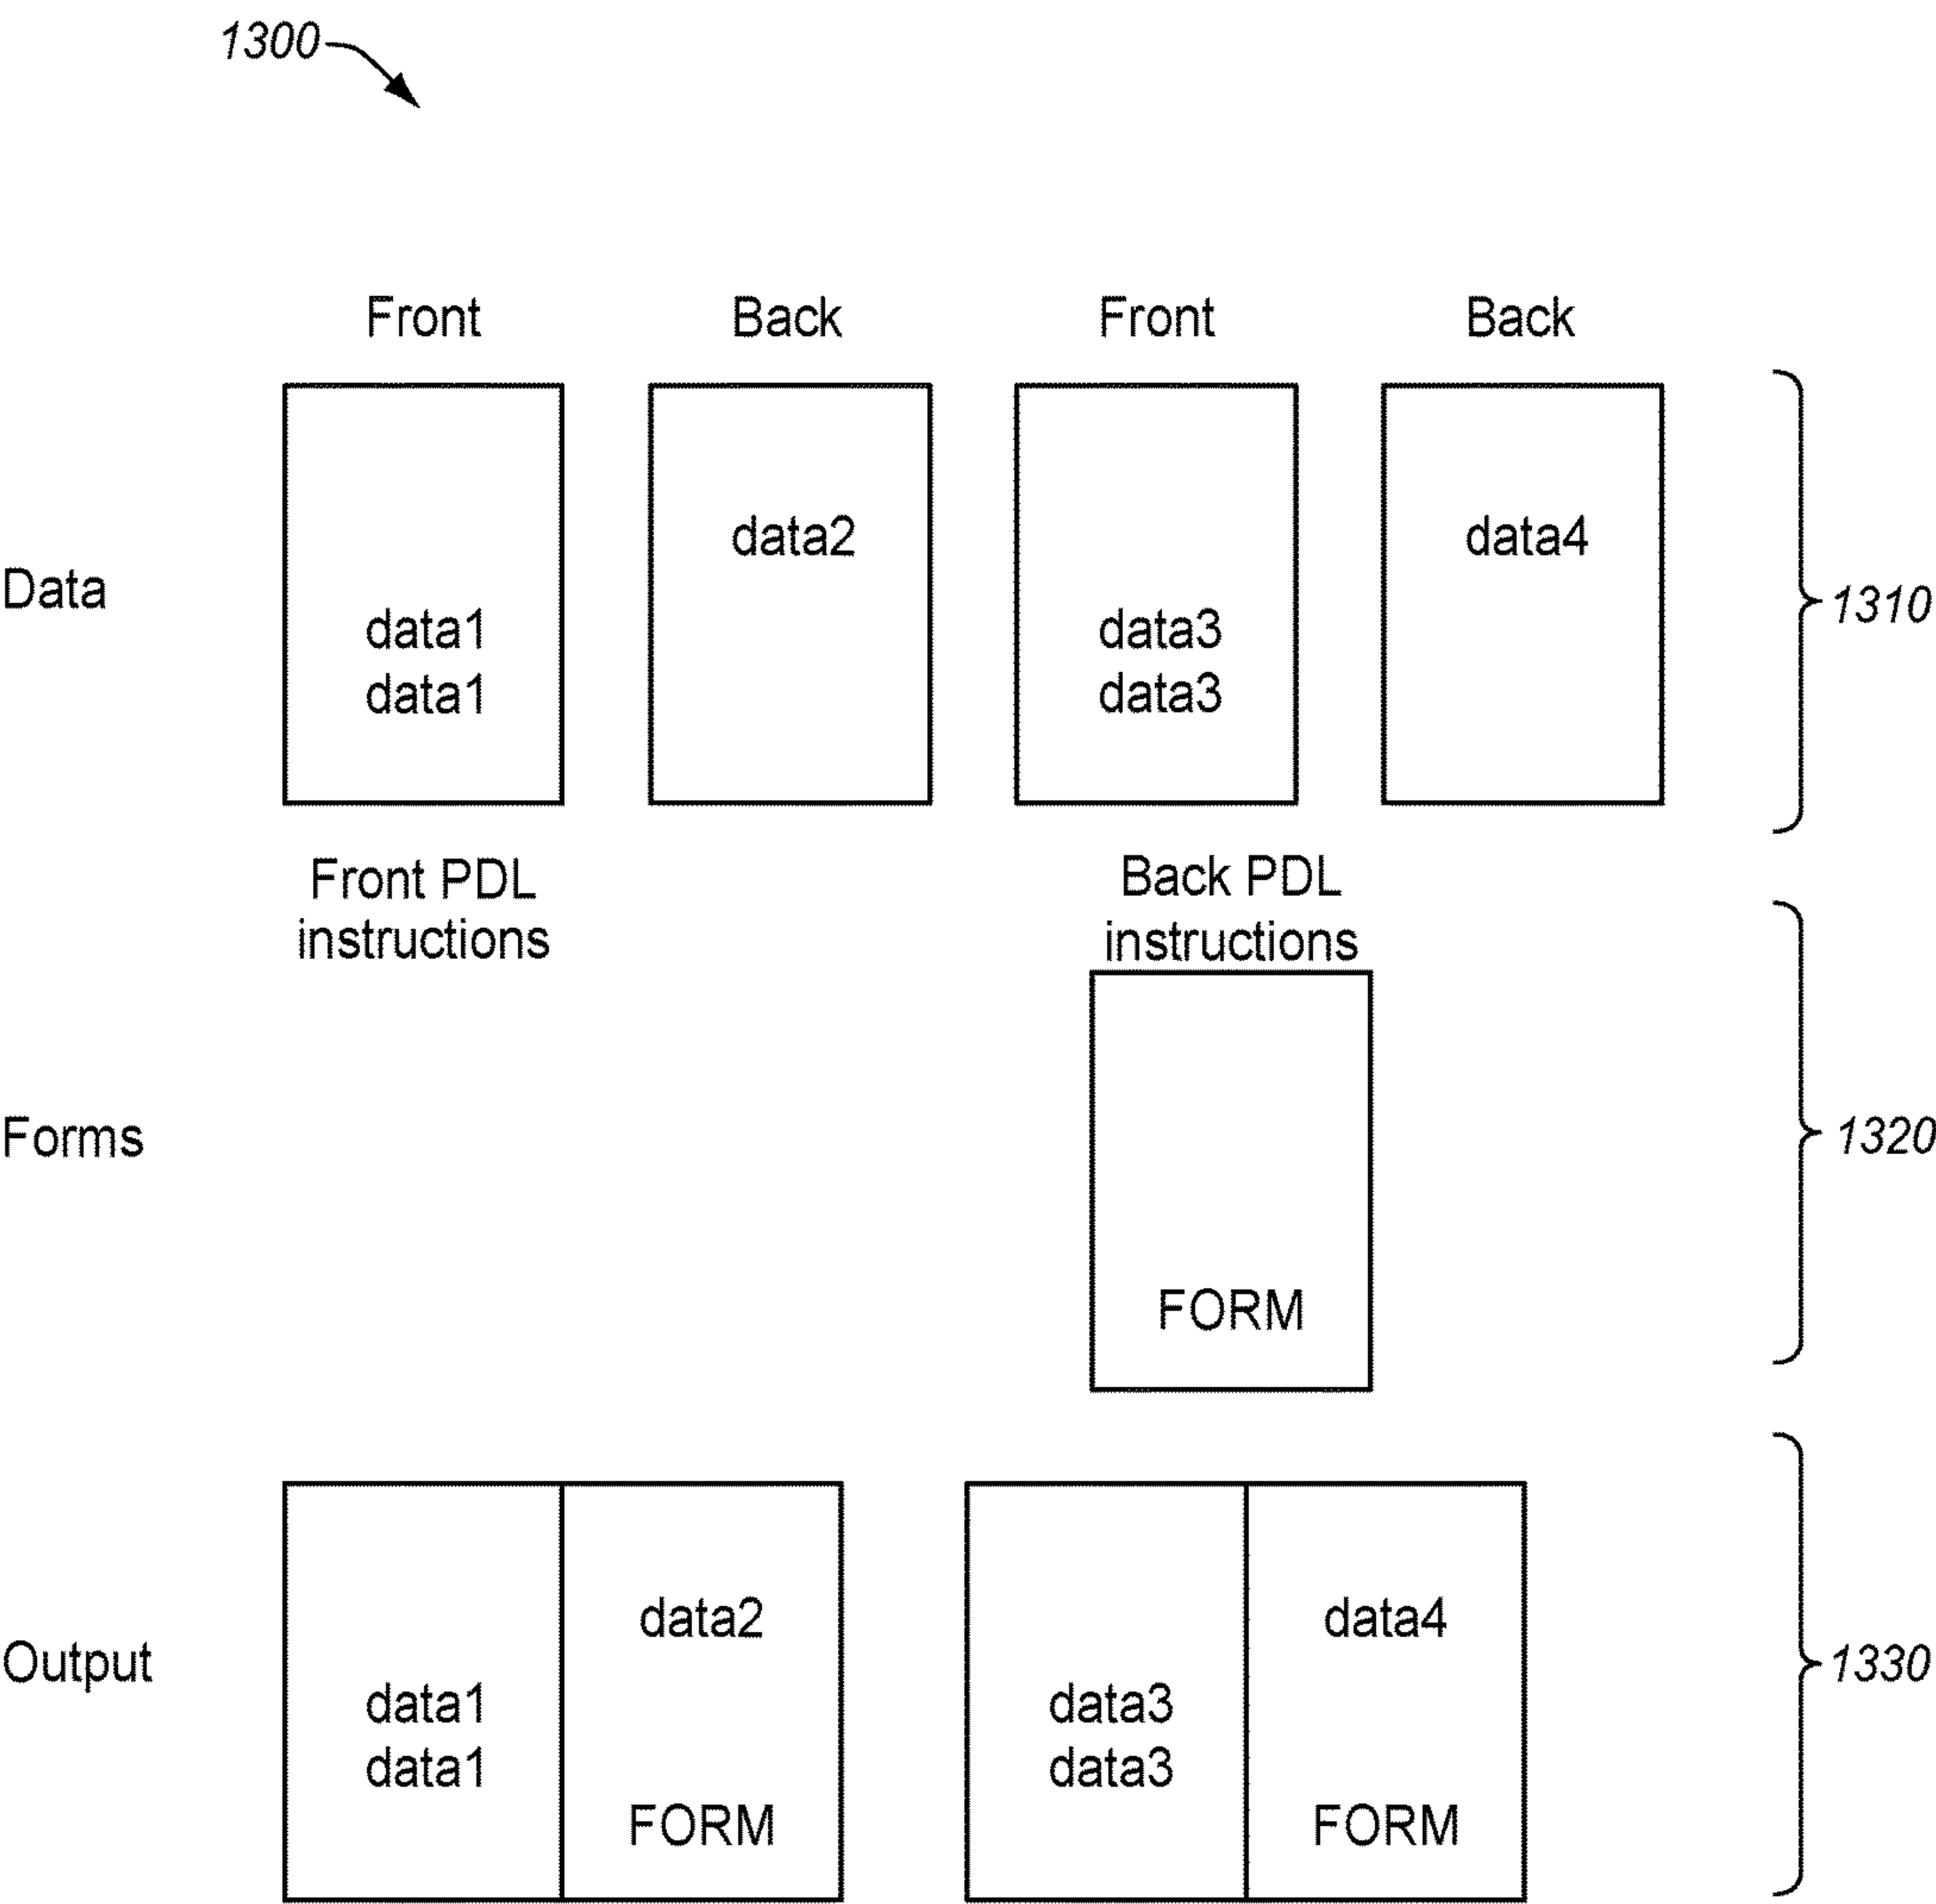 1300
Front Back Front Back
data2 data4
Data
1310
data1 data3
data1 data3
Front PDL
instructions
Back PDL
instructions
Forms
1320
FORM
data2 data4
Output
1330
data1 data3
data1 data3
FORM FORM